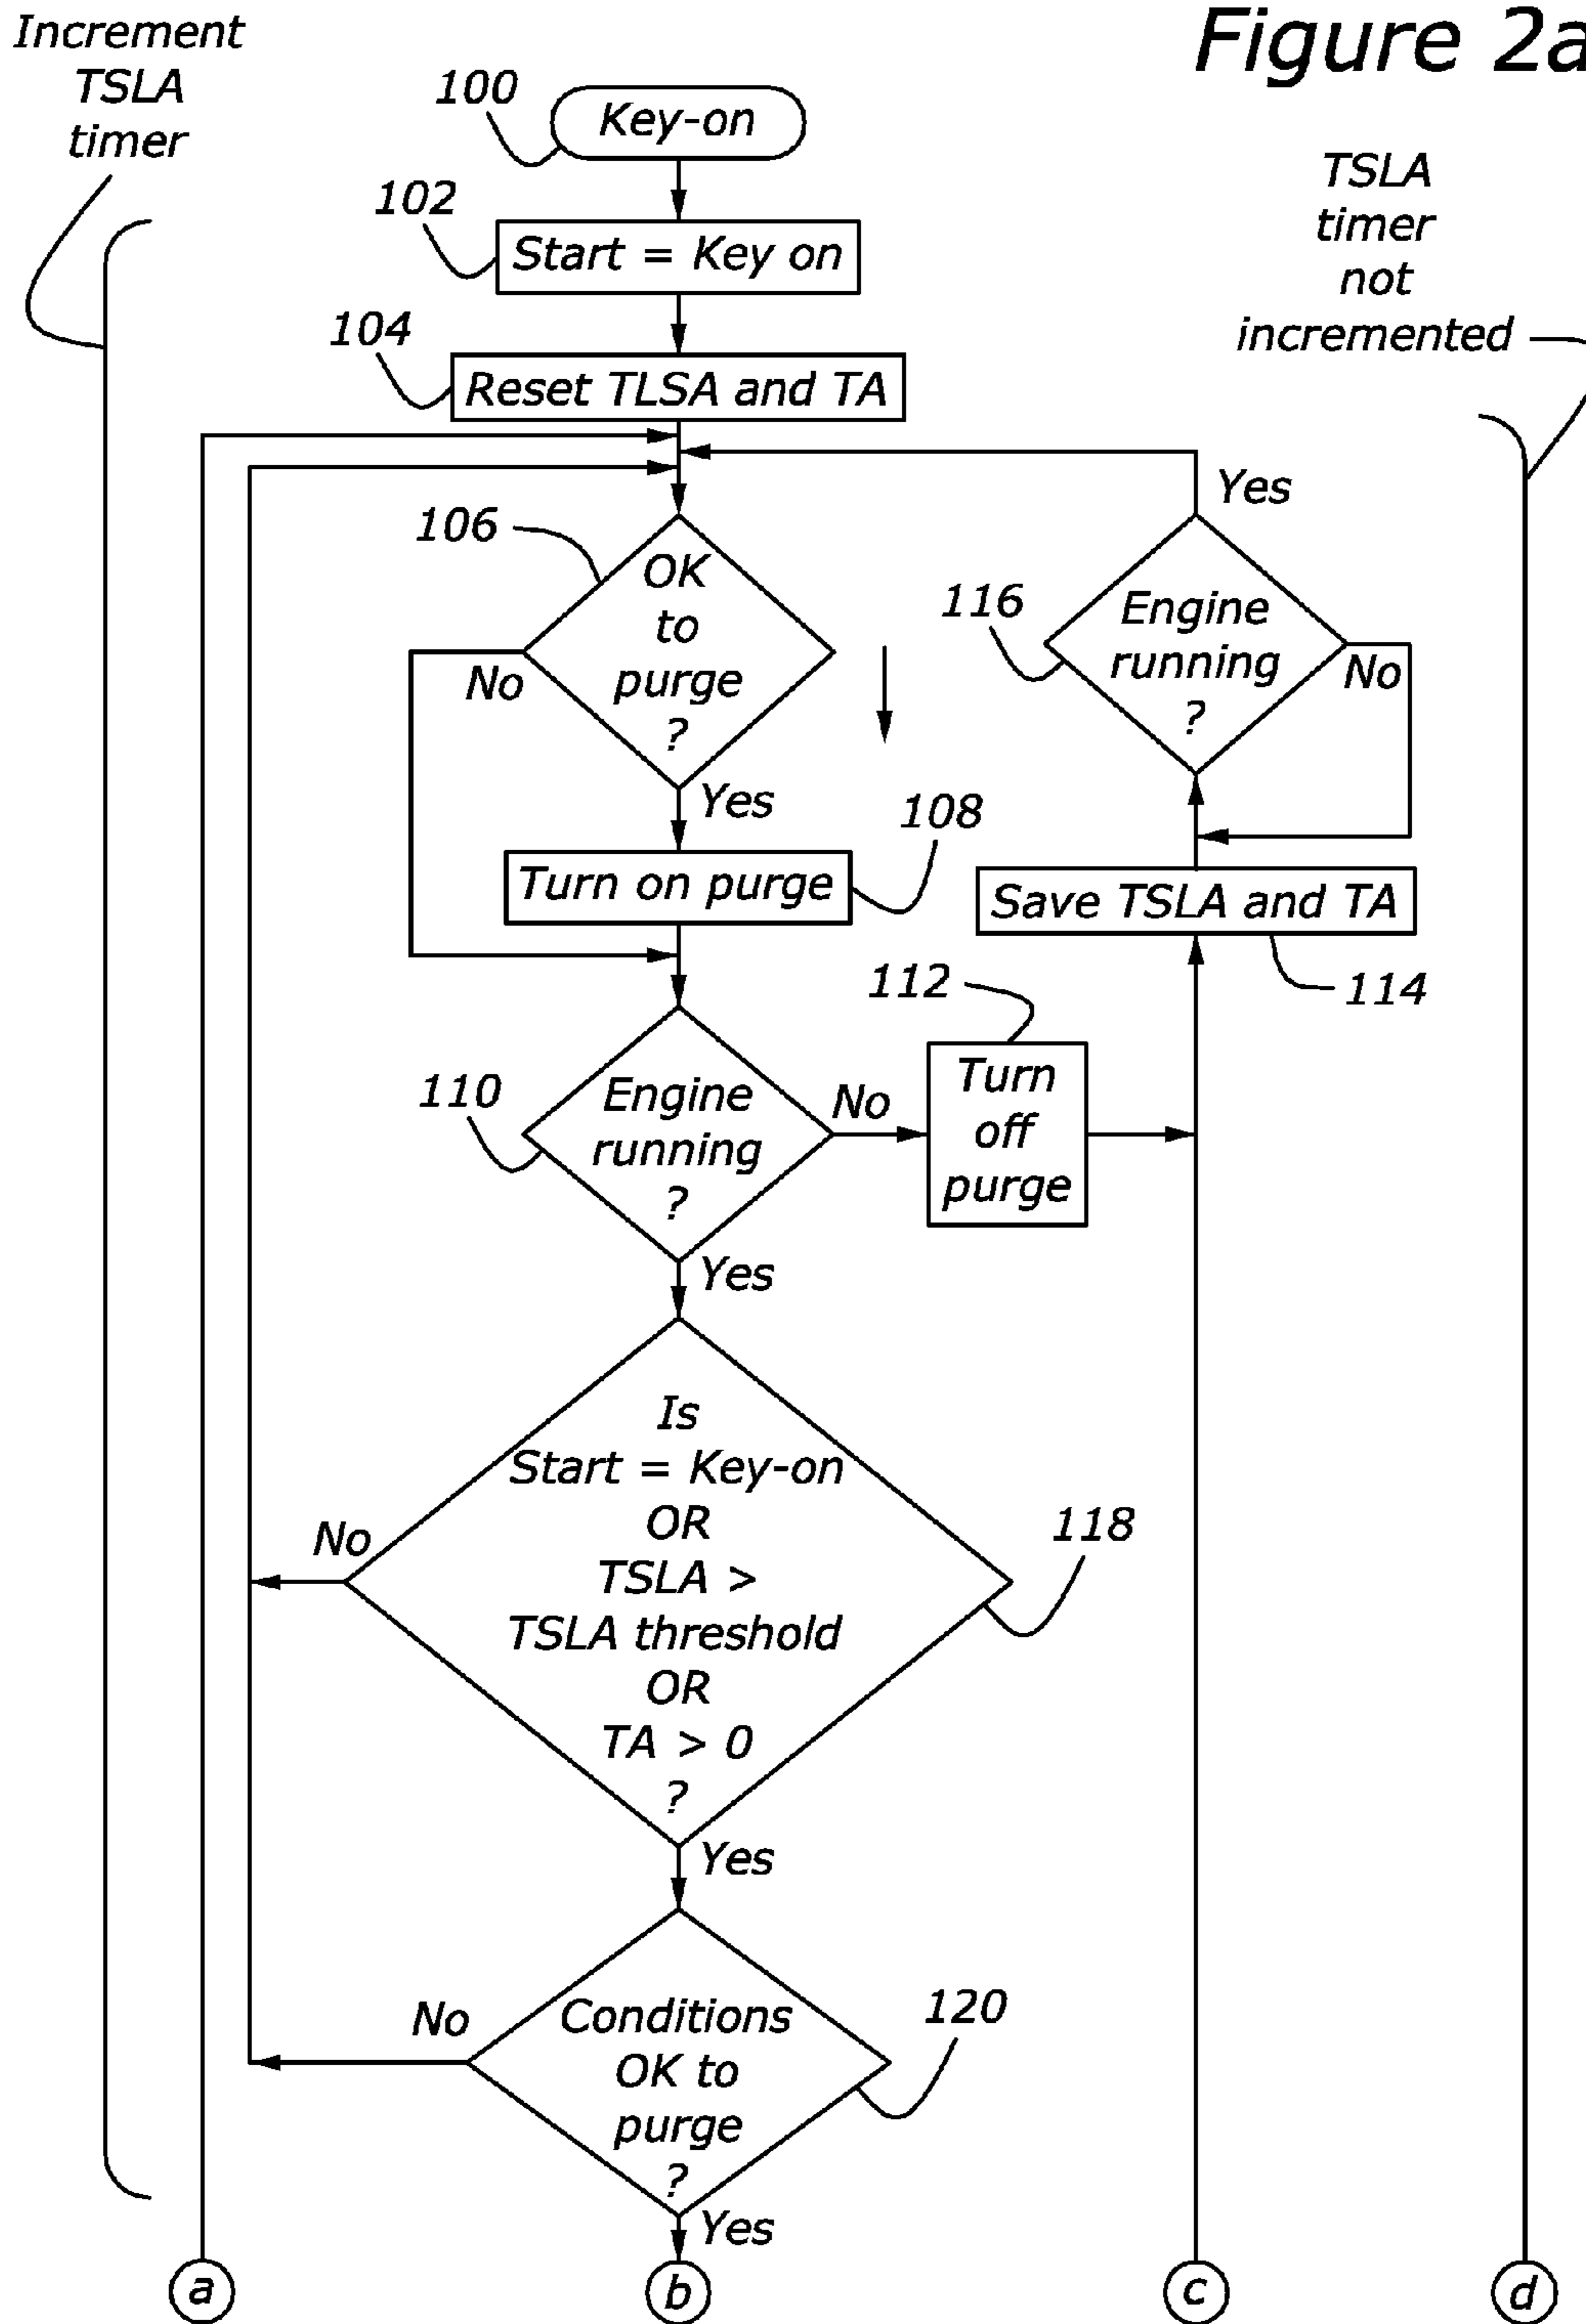 Figure 2a
Increment
TSLA
timer
100
Key-on
102
Start = Key on
TSLA
timer
not
incremented
104
Reset TLSA and TA
106
OK
to
purge
?
No
Yes
Yes
116
Engine
running
?
No
108
Turn on purge
Save TSLA and TA
114
112
Turn
off
purge
110
Engine
running
?
No
Yes
Is
Start = Key-on
OR
TSLA >
TSLA threshold
OR
TA > 0
?
118
No
Yes
120
Conditions
OK to
purge
?
No
Yes
a
b
c
d